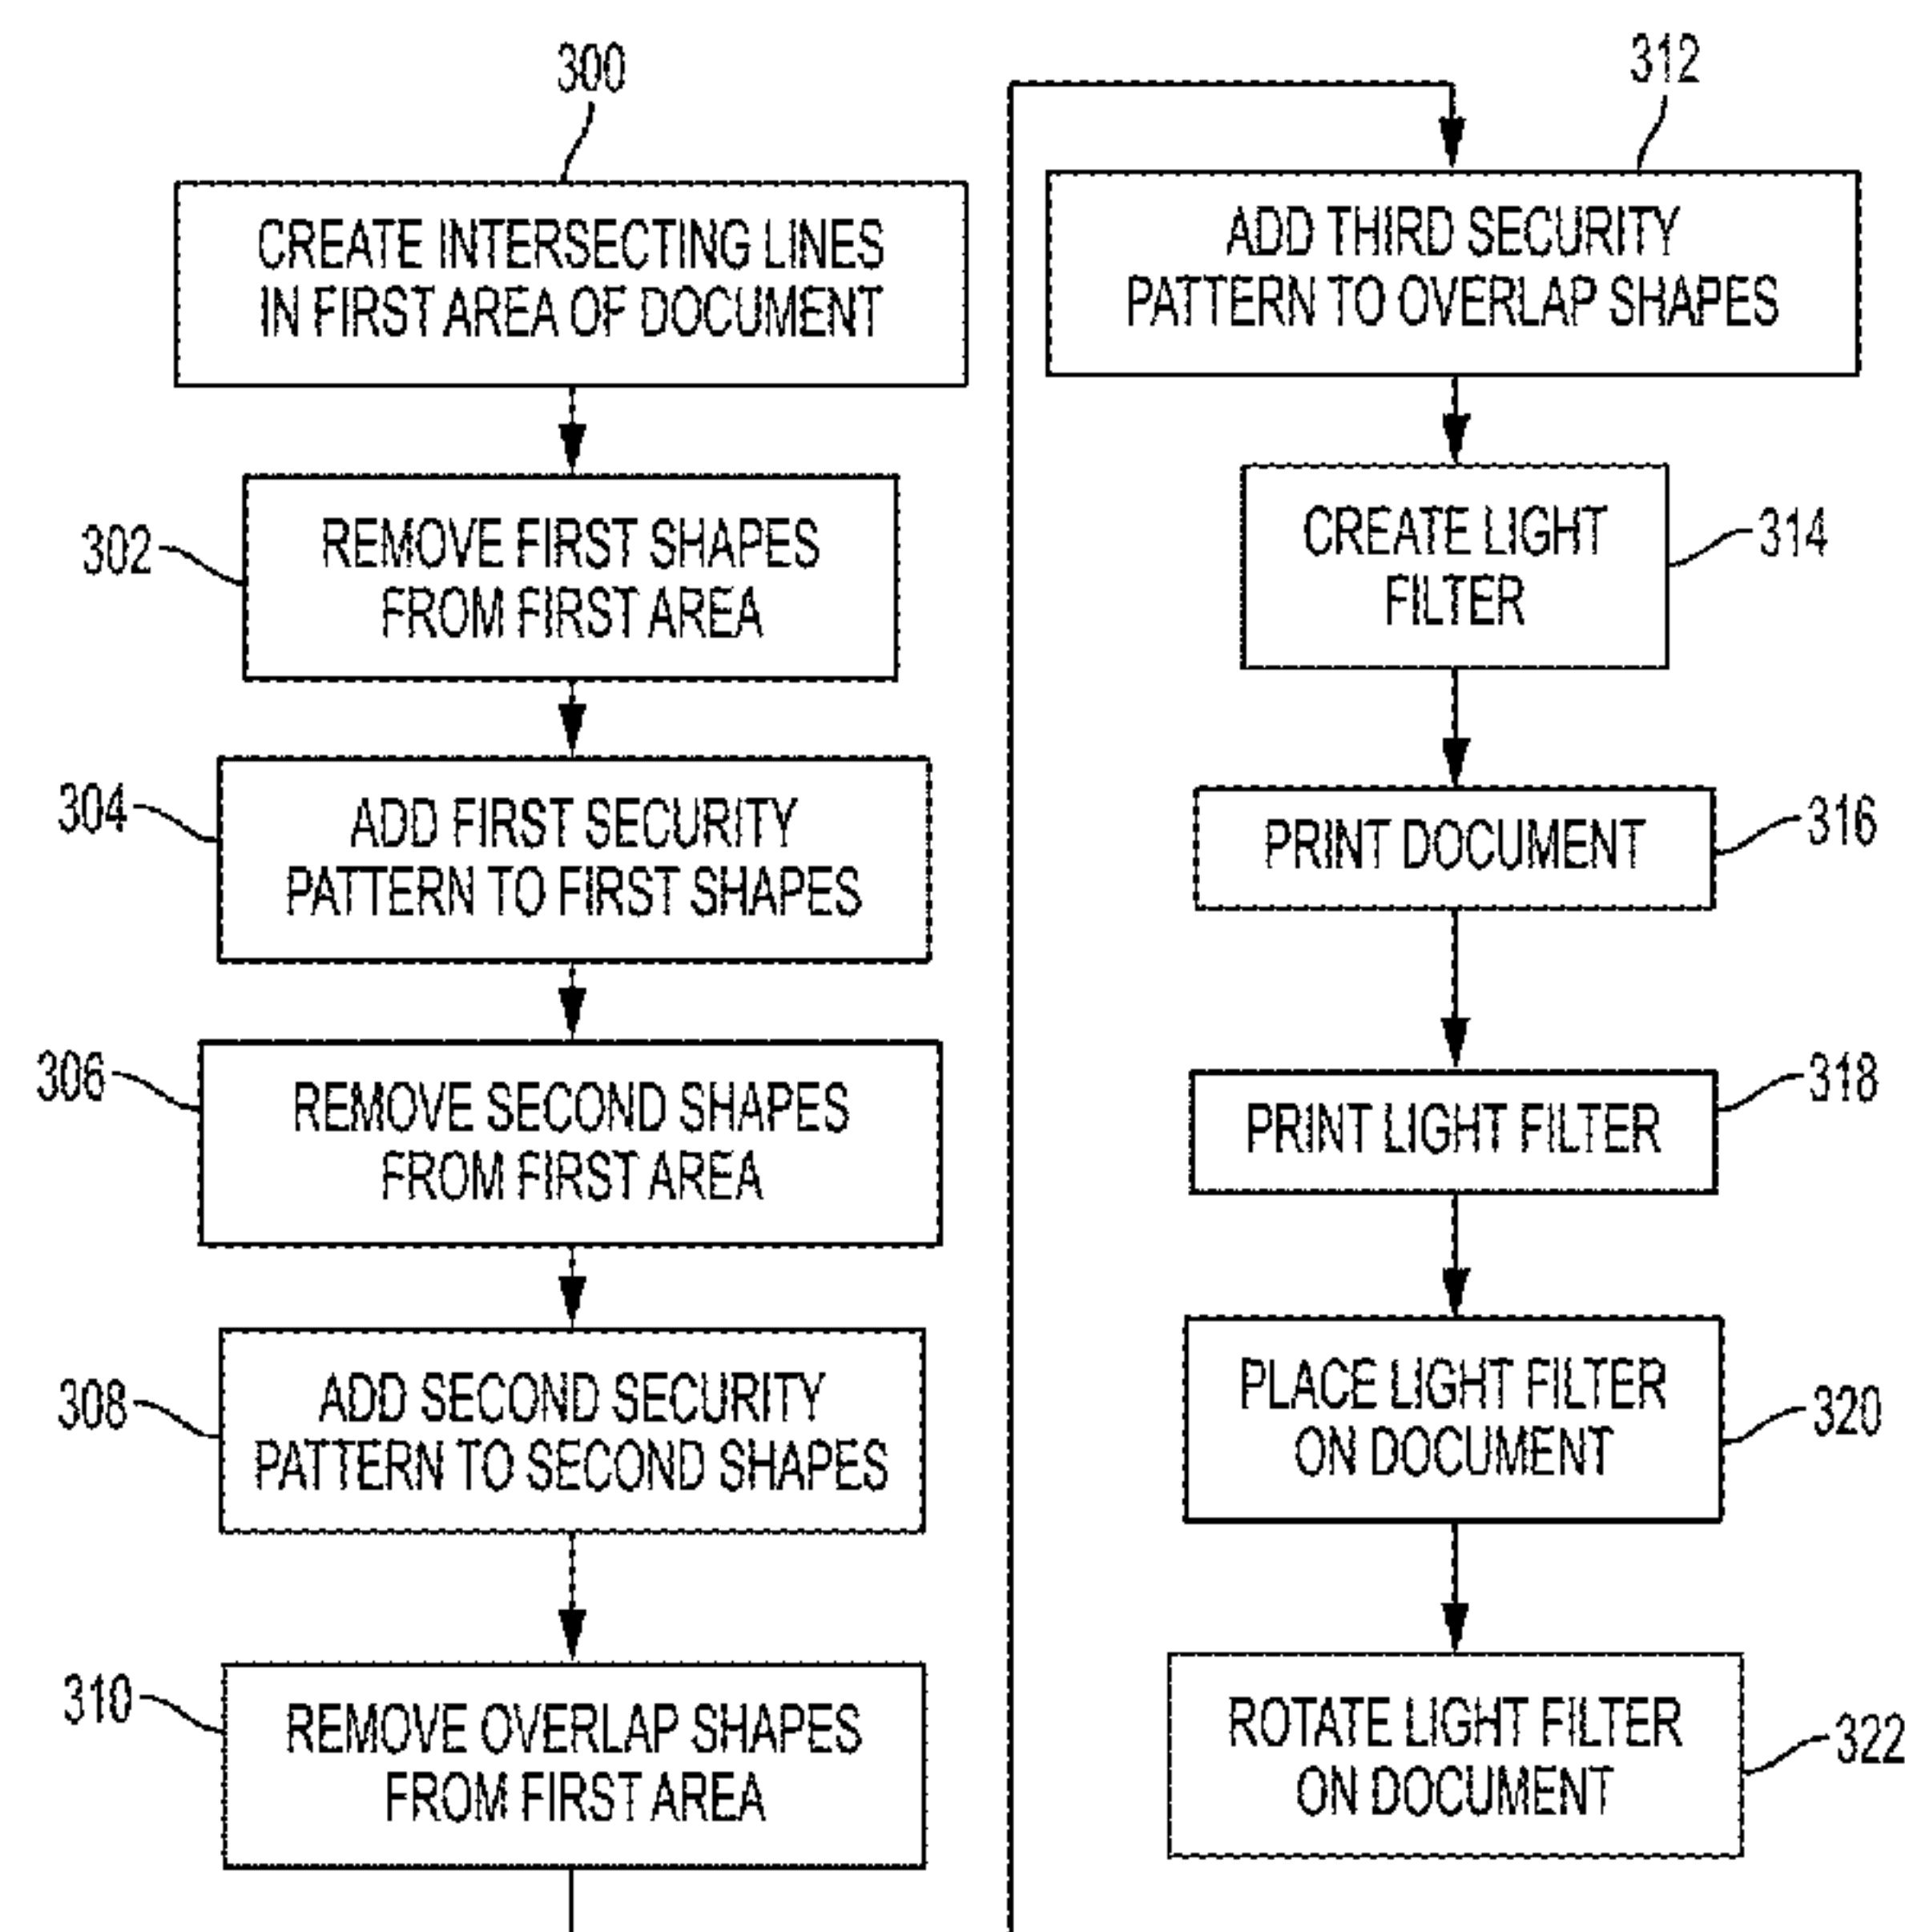 300
CREATE INTERSECTING LINES
IN FIRST AREA OF DOCUMENT
302
REMOVE FIRST SHAPES
FROM FIRST AREA
304
ADD FIRST SECURITY
PATTERN TO FIRST SHAPES
306
REMOVE SECOND SHAPES
FROM FIRST AREA
308
ADD SECOND SECURITY
PATTERN TO SECOND SHAPES
310
REMOVE OVERLAP SHAPES
FROM FIRST AREA
312
ADD THIRD SECURITY
PATTERN TO OVERLAP SHAPES
CREATE LIGHT
FILTER
314
PRINT DOCUMENT
316
PRINT LIGHT FILTER
318
PLACE LIGHT FILTER
ON DOCUMENT
320
ROTATE LIGHT FILTER
ON DOCUMENT
322